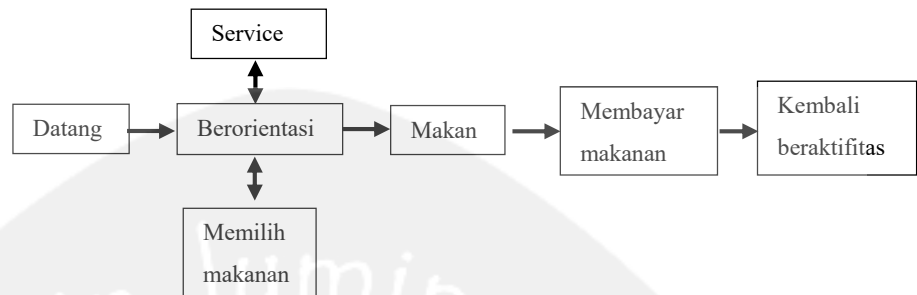 Service
Datang
Berorientasi
Makan
Membayar
makanan
Kembali
beraktifitas
Memilih
makanan